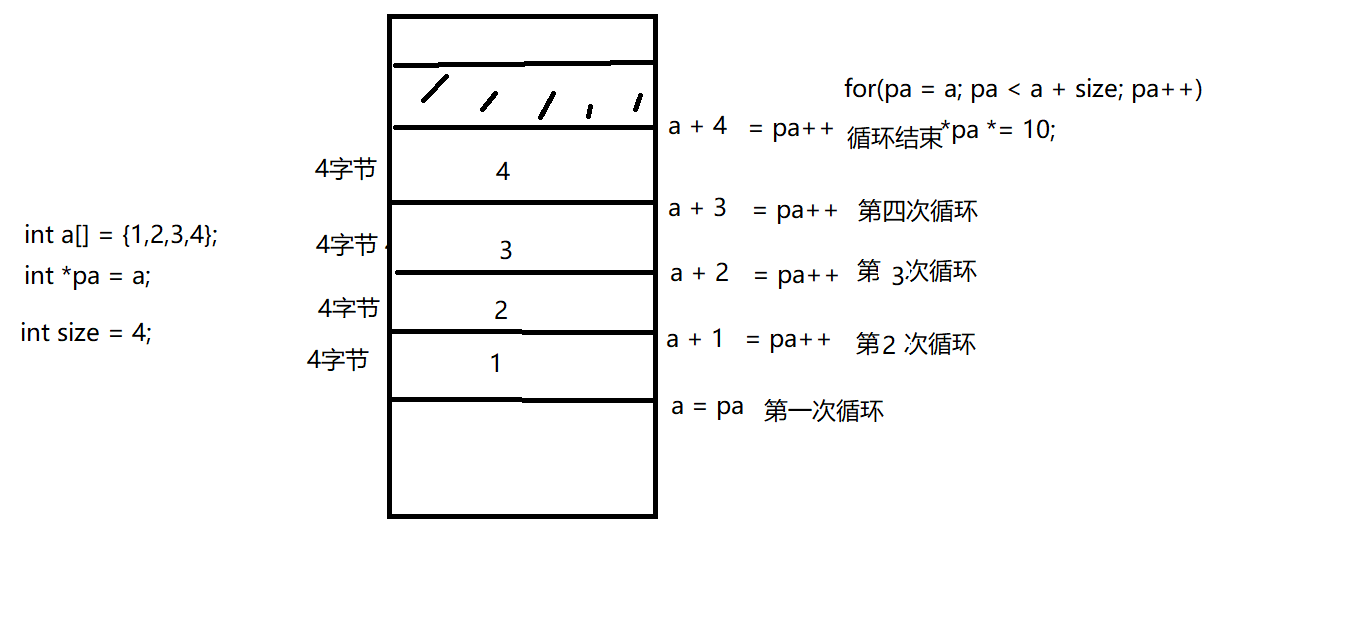 int a[] = {1,2,3,4};
int *pa = a;
int size = 4;
4字节
4字节
4字节
4字节
4
3
2
1
for(pa = a; pa < a + size; pa++)
*pa *= 10;
a + 4 = pa++ 循环结束
a + 3 = pa++ 第四次循环
a + 2 = pa++ 第 3次循环
a + 1 = pa++ 第2 次循环
a = pa 第一次循环